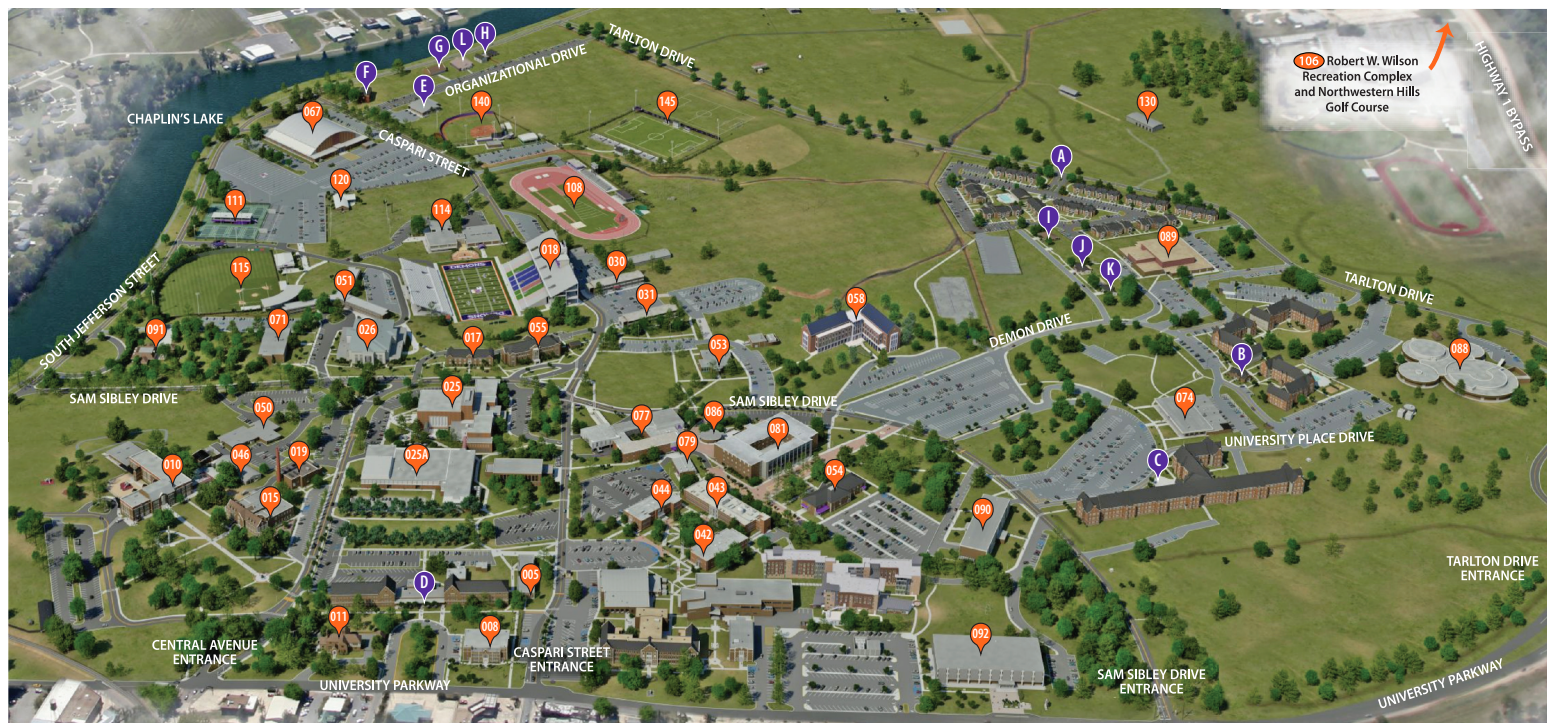 G
L
H
TARLTON DRIVE
F
E
ORGANIZATIONAL DRIVE
106 Robert W. Wilson
Recreation Complex
and Northwestern Hills
Golf Course
HIGHWAY 1 BYPASS
CHAPLIN'S LAKE
067
140
145
130
CASPARI STREET
A
120
108
111
114
I
J
089
K
018
030
115
051
031
SOUTH JEFFERSON STREET
DEMONS
DEMONS
TARLTON DRIVE
058
091
071
026
017
055
053
DEMON DRIVE
B
088
SAM SIBLEY DRIVE
025
SAM SIBLEY DRIVE
074
050
077
086
081
UNIVERSITY PLACE DRIVE
010
046
019
025A
079
054
C
015
044
043
090
042
TARLTON DRIVE
ENTRANCE
D
005
011
008
092
CENTRAL AVENUE
ENTRANCE
CASPARI STREET
ENTRANCE
SAM SIBLEY DRIVE
ENTRANCE
UNIVERSITY PARKWAY
UNIVERSITY PARKWAY